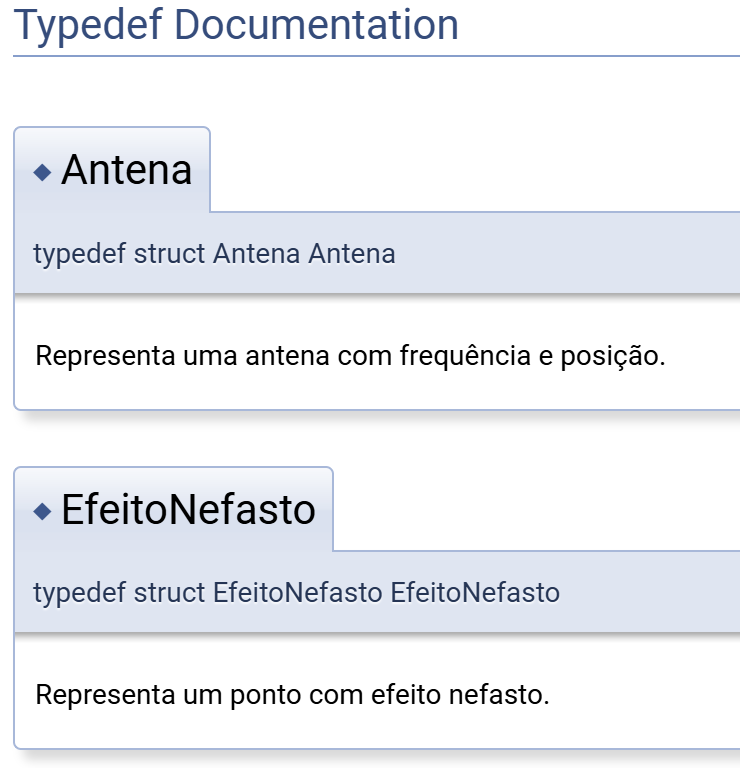 Typedef Documentation
◆ Antena
typedef struct Antena Antena
Representa uma antena com frequência e posição.
◆ EfeitoNefasto
typedef struct EfeitoNefasto EfeitoNefasto
Representa um ponto com efeito nefasto.